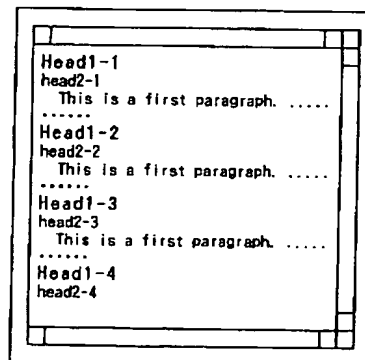 Head1-1
head2-1
This is a first paragraph. .....
......
Head1-2
head2-2
This is a first paragraph. .....
......
Head1-3
head2-3
This is a first paragraph. .....
......
Head1-4
head2-4